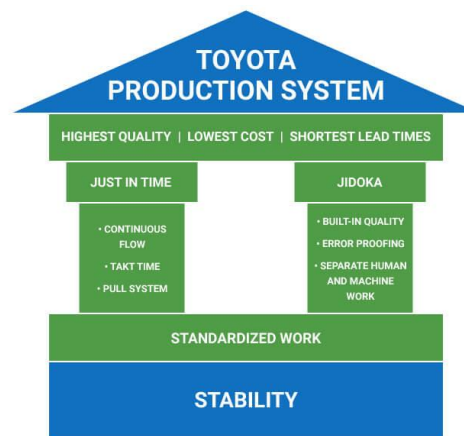 TOYOTA
PRODUCTION SYSTEM
HIGHEST QUALITY | LOWEST COST | SHORTEST LEAD TIMES
JUST IN TIME
• CONTINUOUS
FLOW
• TAKT TIME
• PULL SYSTEM
JIDOKA
• BUILT-IN QUALITY
• ERROR PROOFING
• SEPARATE HUMAN
AND MACHINE
WORK
STANDARDIZED WORK
STABILITY